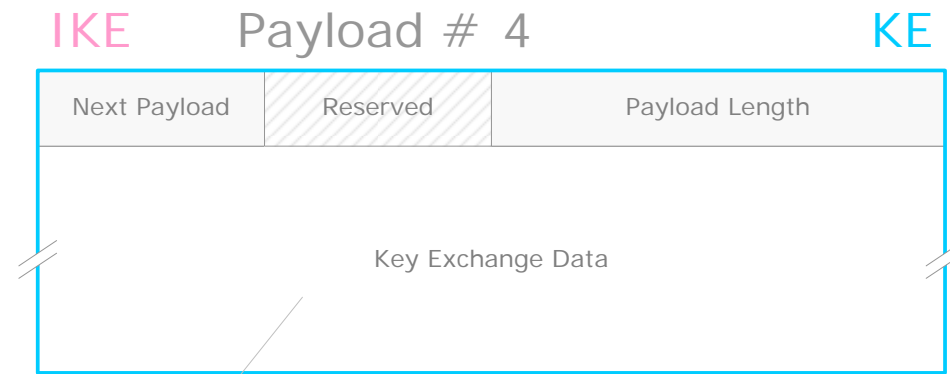 IKE Payload # 4 KE
Next Payload Reserved Payload Length
Key Exchange Data